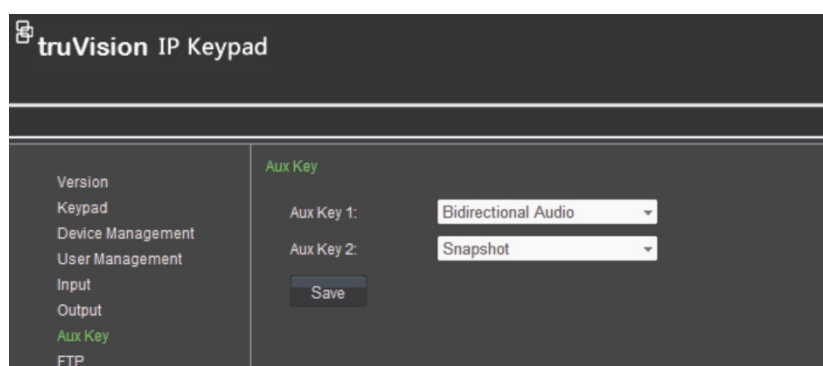 truVision IP Keypad
Version
Keypad
Device Management
User Management
Input
Output
Aux Key
FTP
Aux Key
Aux Key 1: Bidirectional Audio
Aux Key 2: Snapshot
Save